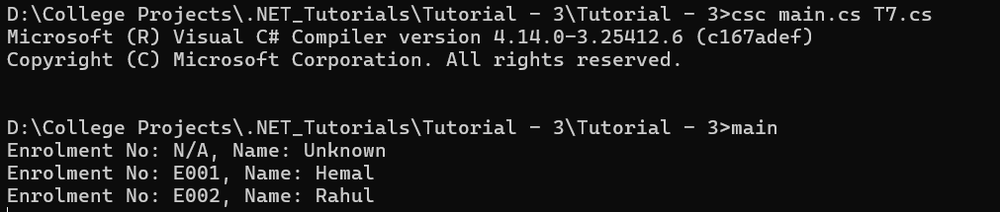 D:\College Projects\.NET_Tutorials\Tutorial - 3\Tutorial - 3>csc main.cs T7.cs
Microsoft (R) Visual C# Compiler version 4.14.0-3.25412.6 (c167adef)
Copyright (C) Microsoft Corporation. All rights reserved.
D:\College Projects\.NET_Tutorials\Tutorial - 3\Tutorial - 3>main
Enrolment No: N/A, Name: Unknown
Enrolment No: E001, Name: Hemal
Enrolment No: E002, Name: Rahul